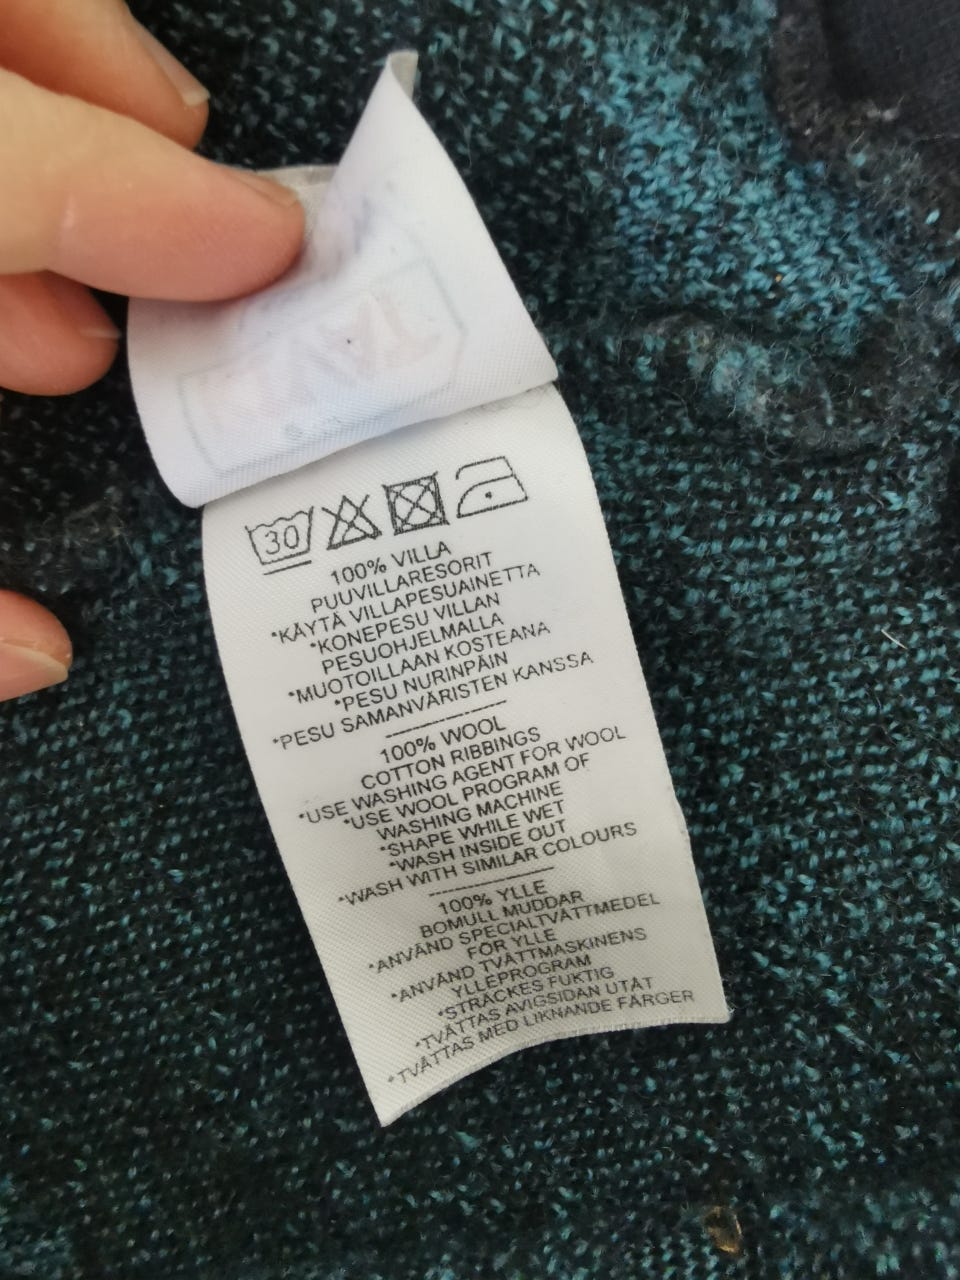 30
100% VILLA
PUUVILLARESORIT
*KÄYTÄ VILLAPESUAINETTA
*KONEPESU VILLAN
PESUOHJELMALLA
*MUOTOILLAAN KOSTEANA
*PESU NURINPÄIN
*PESU SAMANVÄRISTEN KANSSA
100% WOOL
COTTON RIBBINGS
*USE WASHING AGENT FOR WOOL
*USE WOOL PROGRAM OF
WASHING MACHINE
*SHAPE WHILE WET
*WASH INSIDE OUT
*WASH WITH SIMILAR COLOURS
100% YLLE
BOMULL MUDDAR
*ANVÄND SPECIALTVÄTTMEDEL
FÖR YLLE
*ANVÄND TVÄTTMASKINENS
YLLEPROGRAM
*STRÄCKES FUKTIG
*TVÄTTAS AVIGSIDAN UTÅT
*TVÄTTAS MED LIKNANDE FÄRGER